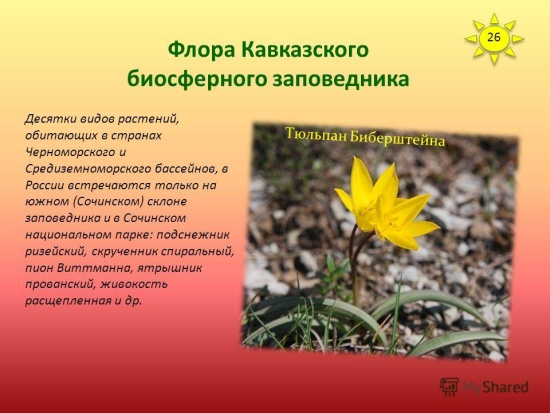 26
Флора Кавказского
биосферного заповедника
Десятки видов растений,
обитающих в странах
Черноморского и
Средиземноморского бассейнов, в
России встречаются только на
южном (Сочинском) склоне
заповедника и в Сочинском
национальном парке: подснежник
ризейский, скрученник спиральный,
пион Виттманна, ятрышник
прованский, живокость
расщепленная и др.
Тюльпан Биберштейна
MyShared